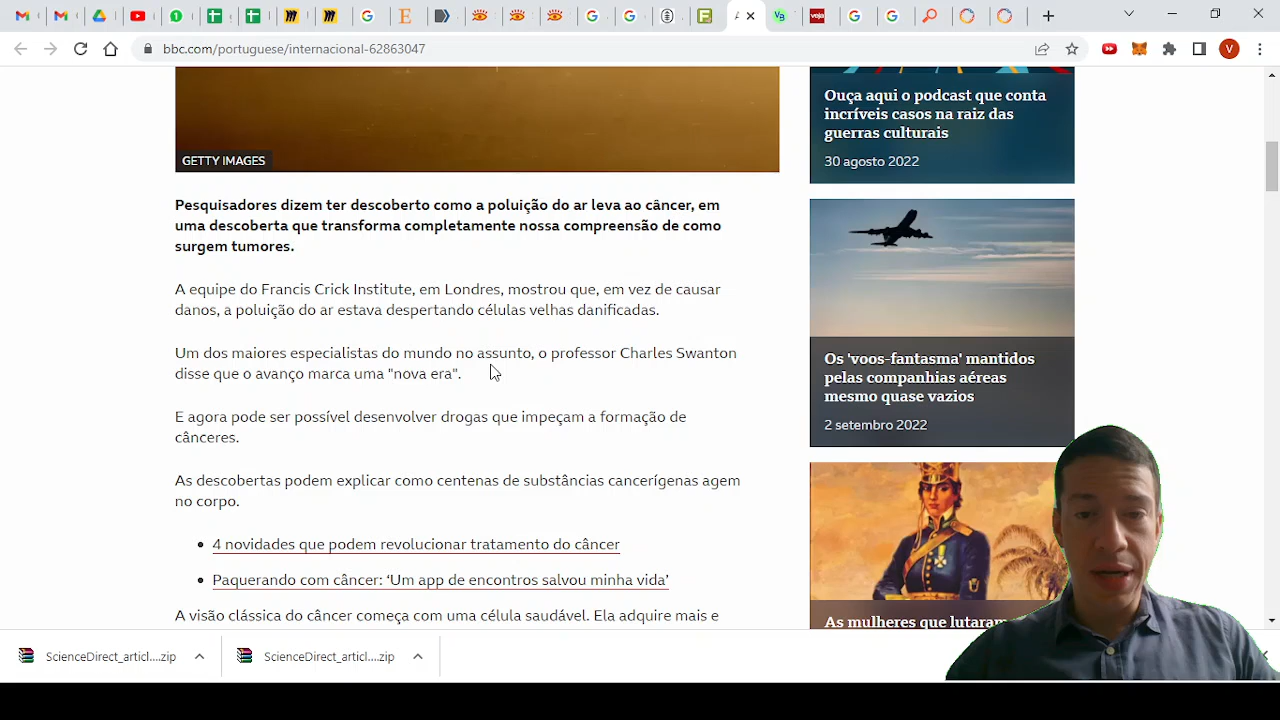 bbc.com/portuguese/internacional-62863047
V
GETTY IMAGES
Pesquisadores dizem ter descoberto como a poluição do ar leva ao câncer, em
uma descoberta que transforma completamente nossa compreensão de como
surgem tumores.
A equipe do Francis Crick Institute, em Londres, mostrou que, em vez de causar
danos, a poluição do ar estava despertando células velhas danificadas.
Um dos maiores especialistas do mundo no assunto, o professor Charles Swanton
disse que o avanço marca uma "nova era".
E agora pode ser possível desenvolver drogas que impeçam a formação de
cânceres.
As descobertas podem explicar como centenas de substâncias cancerígenas agem
no corpo.
4 novidades que podem revolucionar tratamento do câncer
Paquerando com câncer: ‘Um app de encontros salvou minha vida’
A visão clássica do câncer começa com uma célula saudável. Ela adquire mais e
Ouça aqui o podcast que conta
incríveis casos na raiz das
guerras culturais
30 agosto 2022
Os 'voos-fantasma' mantidos
pelas companhias aéreas
mesmo quase vazios
2 setembro 2022
As mulheres que lutaram
ScienceDirect_articl....zip
ScienceDirect_articl....zip